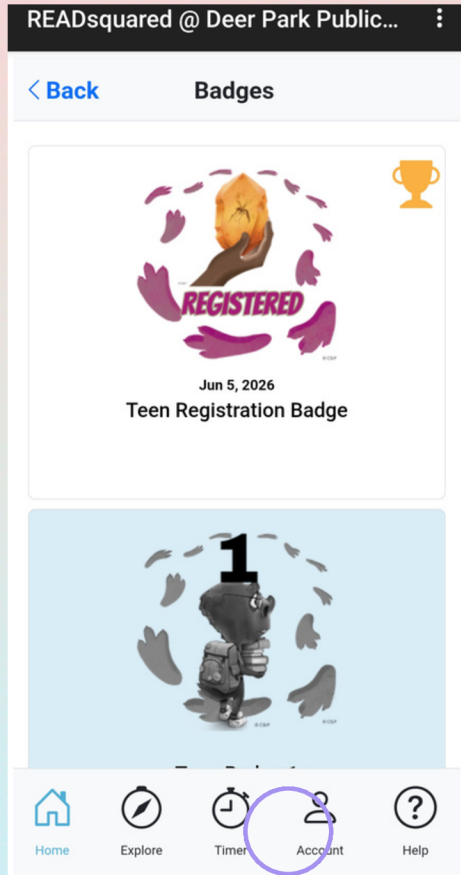 READsquared @ Deer Park Public...
Back
Badges
REGISTERED
Jun 5, 2026
Teen Registration Badge
1
Home
Explore
Timer
Account
Help